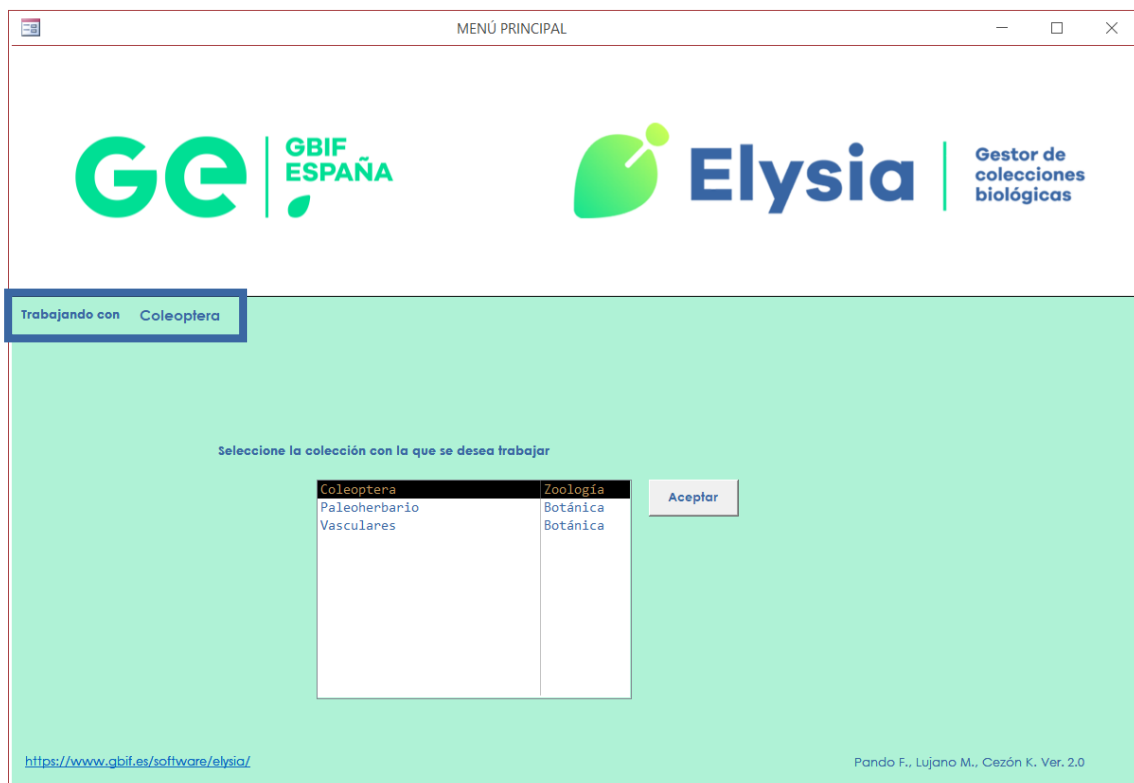 MENÚ PRINCIPAL
Ge
GBIF
ESPAÑA
Elysia
Gestor de
colecciones
biológicas
Trabajando con Coleoptera
Seleccione la colección con la que se desea trabajar
Coleoptera Zoología
Paleoherbario Botánica
Vasculares Botánica
Aceptar
https://www.gbif.es/software/elysia/
Pando F., Lujano M., Cezón K. Ver. 2.0